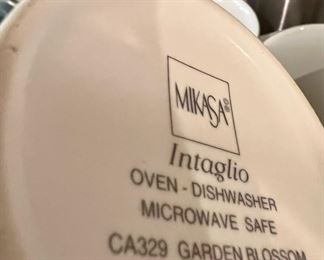 MIKASA®
Intaglio
OVEN - DISHWASHER
MICROWAVE SAFE
CA329 GARDEN BLOSSOM